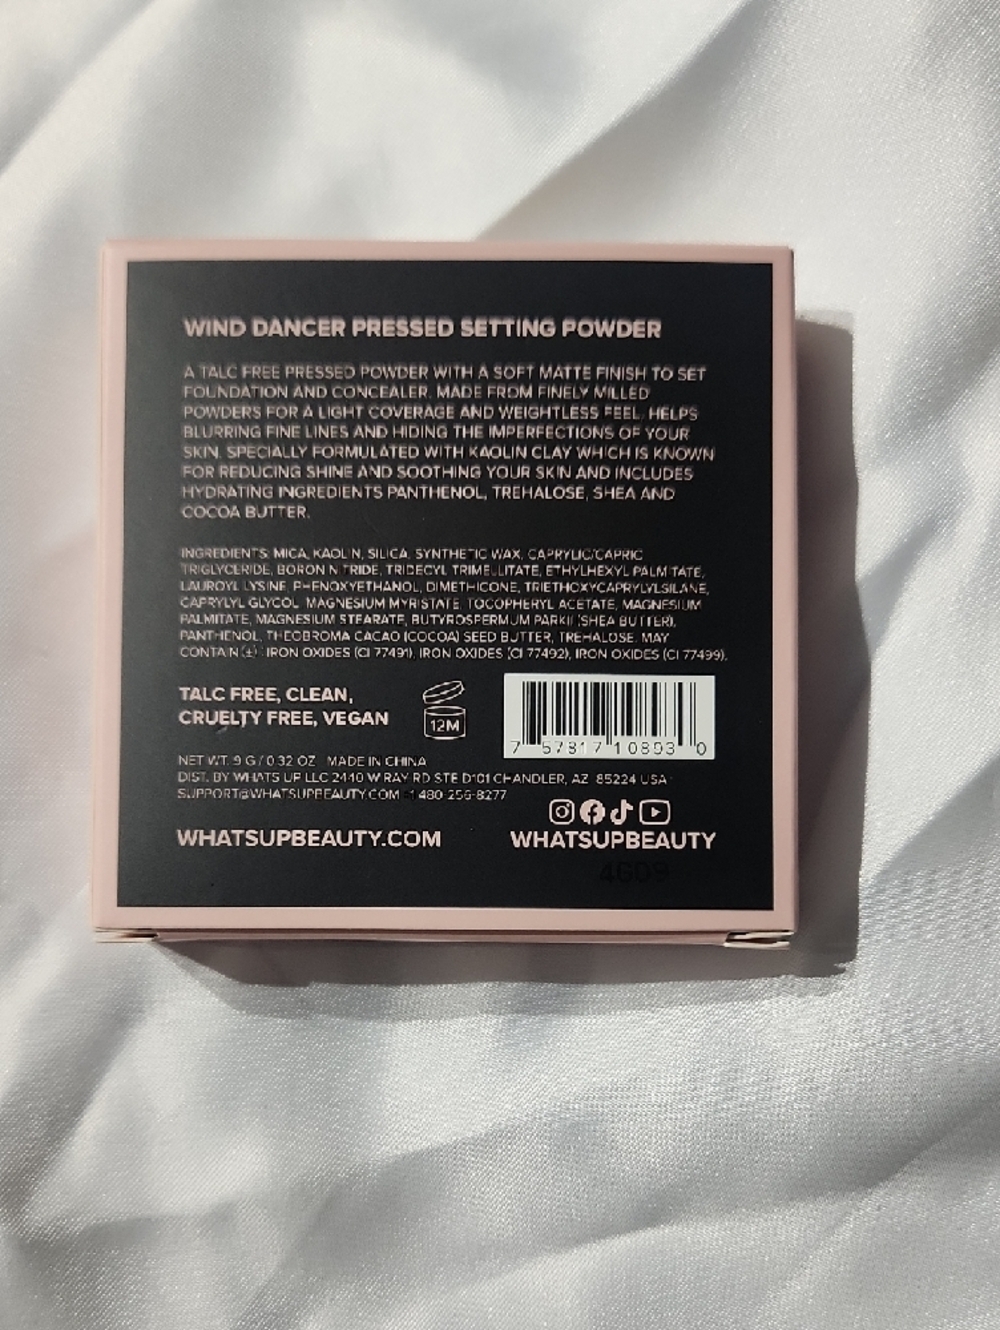 WIND DANCER PRESSED SETTING POWDER
A TALC FREE PRESSED POWDER WITH A SOFT MATTE FINISH TO SET
FOUNDATION AND CONCEALER. MADE FROM FINELY MILLED
POWDERS FOR A LIGHT COVERAGE AND WEIGHTLESS FEEL. HELPS
BLURRING FINE LINES AND HIDING THE IMPERFECTIONS OF YOUR
SKIN. SPECIALLY FORMULATED WITH KAOLIN CLAY WHICH IS KNOWN
FOR REDUCING SHINE AND SOOTHING YOUR SKIN AND INCLUDES
HYDRATING INGREDIENTS PANTHENOL, TREHALOSE, SHEA AND
COCOA BUTTER.
INGREDIENTS: MICA, KAOLIN, SILICA, SYNTHETIC WAX, CAPRYLIC/CAPRIC
TRIGLYCERIDE, BORON NITRIDE, TRIDECYL TRIMELLITATE, ETHYLHEXYL PALMITATE,
LAUROYL LYSINE, PHENOXYETHANOL, DIMETHICONE, TRIETHOXYCAPRYLYLSILANE,
CAPRYLYL GLYCOL, MAGNESIUM MYRISTATE, TOCOPHERYL ACETATE, MAGNESIUM
PALMITATE, MAGNESIUM STEARATE, BUTYROSPERMUM PARKII (SHEA BUTTER),
PANTHENOL, THEOBROMA CACAO (COCOA) SEED BUTTER, TREHALOSE. MAY
CONTAIN (±): IRON OXIDES (CI 77491), IRON OXIDES (CI 77492), IRON OXIDES (CI 77499).
TALC FREE, CLEAN,
CRUELTY FREE, VEGAN
12M
7 57817 10893 0
NET WT. 9 G / 0.32 OZ MADE IN CHINA
DIST. BY WHATS UP LLC 2440 W RAY RD STE D101 CHANDLER, AZ 85224 USA
SUPPORT@WHATSUPBEAUTY.COM +1 480-256-8277
WHATSUPBEAUTY.COM
WHATSUPBEAUTY